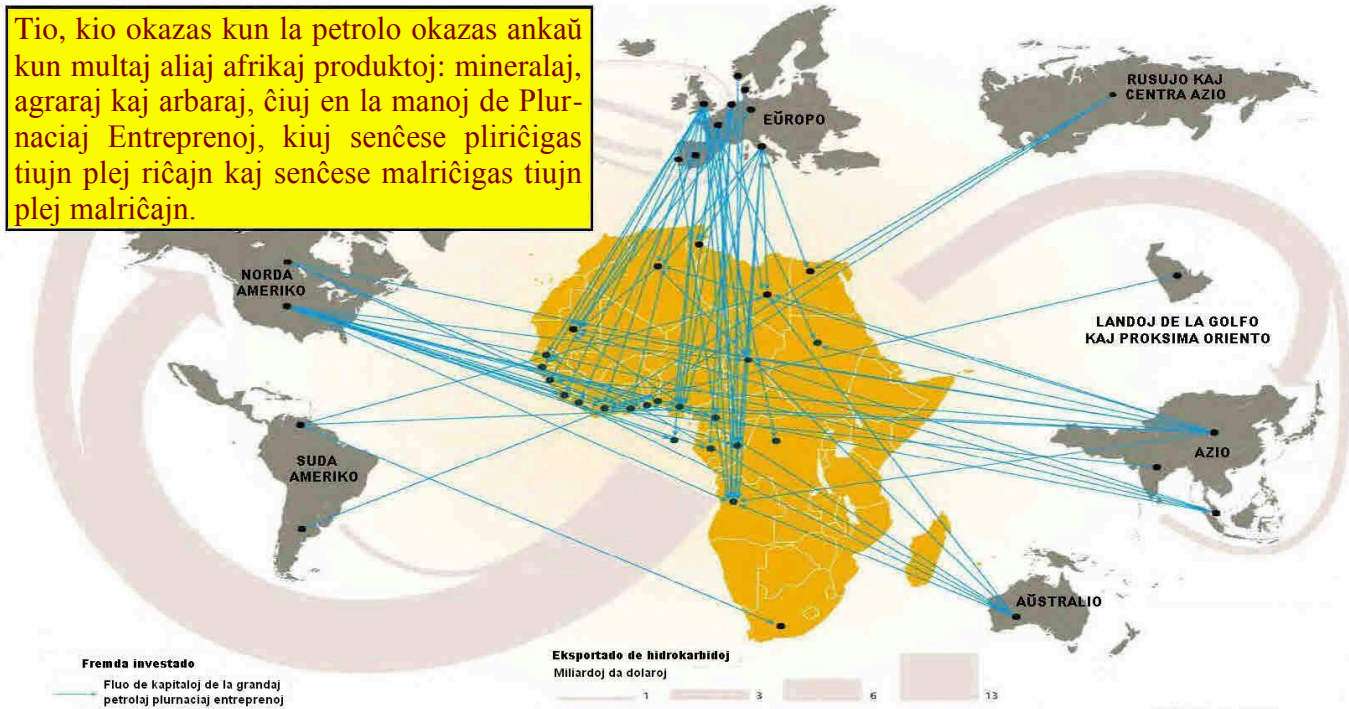 Tio, kio okazas kun la petrolo okazas ankaŭ
kun multaj aliaj afrikaj produktoj: mineralaj,
agraraj kaj arbaraj, ĉiuj en la manoj de Plur-
naciaj Entreprenoj, kiuj senĉese pliriĉigas
tiujn plej riĉajn kaj senĉese malriĉigas tiujn
plej malriĉajn.
EŬROPO
RUSUJO KAJ
CENTRA AZIO
NORDA
AMERIKO
LANDOJ DE LA GOLFO
KAJ PROKSIMA ORIENTO
SUDA
AMERIKO
AZIO
AŬSTRALIO
Fremda investado
Fluo de kapitaloj de la grandaj
petrolaj plurnaciaj entreprenoj
Eksportado de hidrokarbidoj
Miliardoj da dolaroj
1 3 6 13